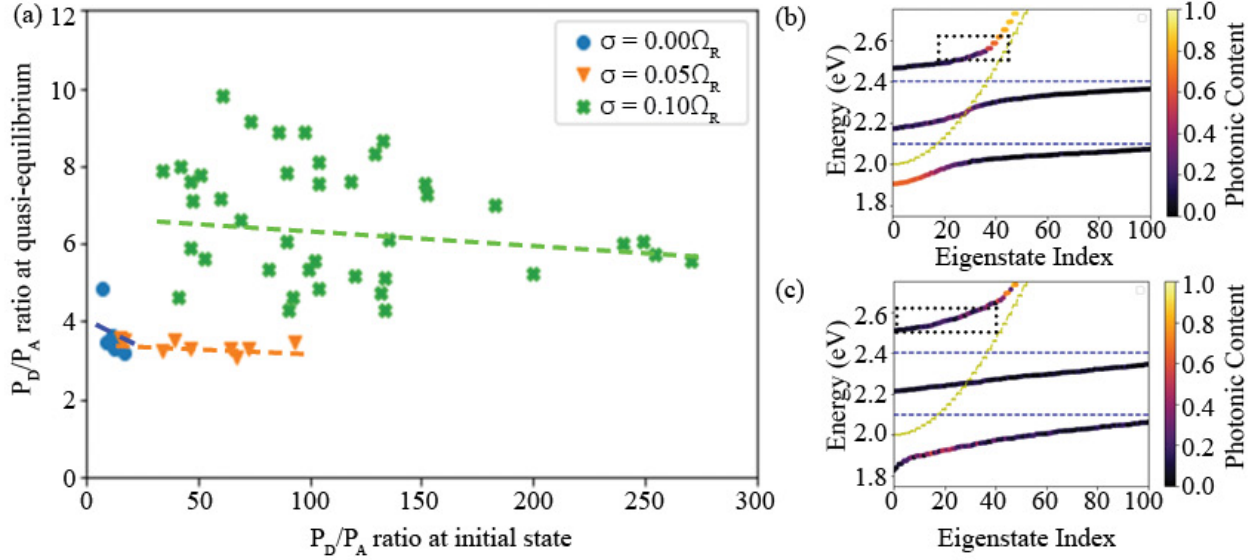 (a)
12
10
8
6
4
2
0
P_D/P_A ratio at quasi-equilibrium
0 50 100 150 200 250 300
P_D/P_A ratio at initial state
σ = 0.00Ω_R
σ = 0.05Ω_R
σ = 0.10Ω_R
(b)
2.6
2.4
2.2
2.0
1.8
Energy (eV)
0 20 40 60 80 100
Eigenstate Index
1.0
0.8
0.6
0.4
0.2
0.0
Photonic Content
(c)
2.6
2.4
2.2
2.0
1.8
Energy (eV)
0 20 40 60 80 100
Eigenstate Index
1.0
0.8
0.6
0.4
0.2
0.0
Photonic Content